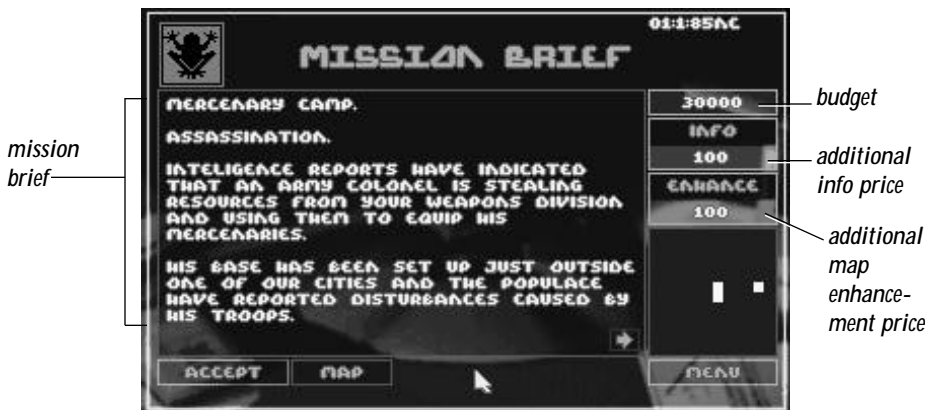 01:1:85NC
MISSION BRIEF
mission
brief
MERCENARY CAMP.
ASSASSINATION.
INTELIGENCE REPORTS HAVE INDICATED
THAT AN ARMY COLONEL IS STEALING
RESOURCES FROM YOUR WEAPONS DIVISION
AND USING THEM TO EQUIP HIS
MERCENARIES.
HIS BASE HAS BEEN SET UP JUST OUTSIDE
ONE OF OUR CITIES AND THE POPULACE
HAVE REPORTED DISTURBANCES CAUSED BY
HIS TROOPS.
30000
INFO
100
ENHANCE
100
budget
additional
info price
additional
map
enhance-
ment price
ACCEPT
MAP
MENU